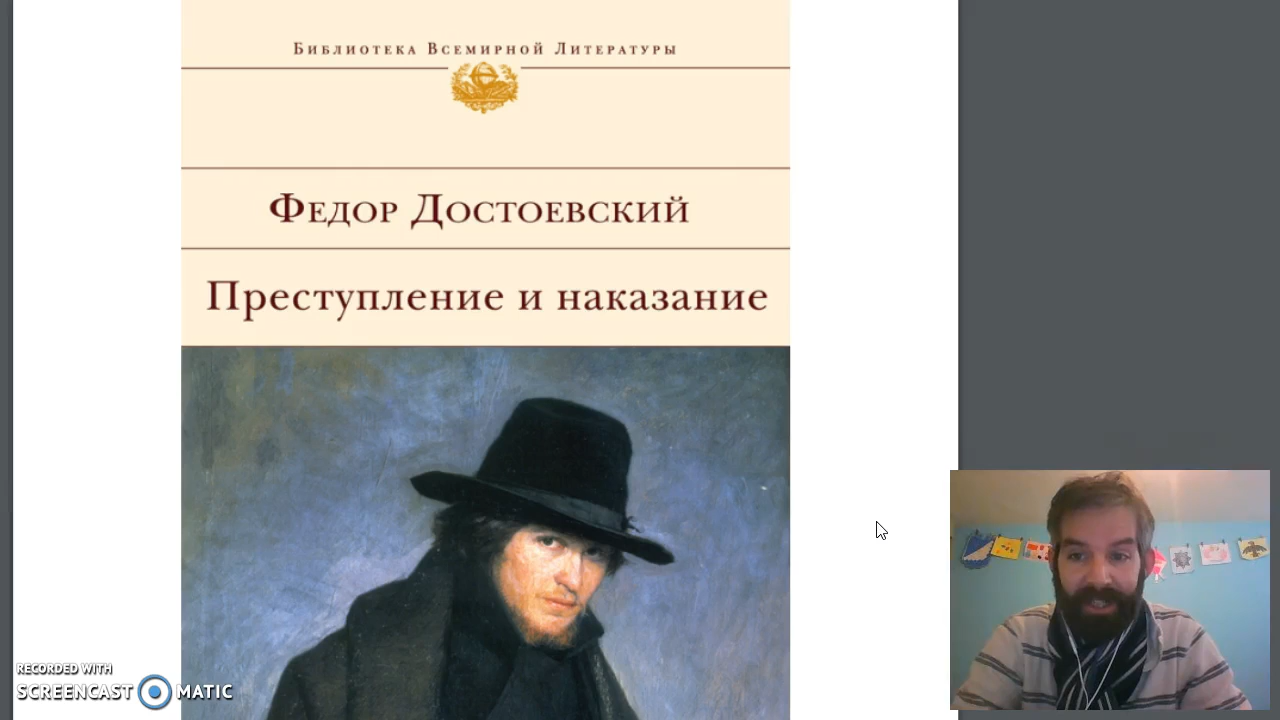 Библиотека Всемирной Литературы
Федор Достоевский
Преступление и наказание
RECORDED WITH
SCREENCAST MATIC